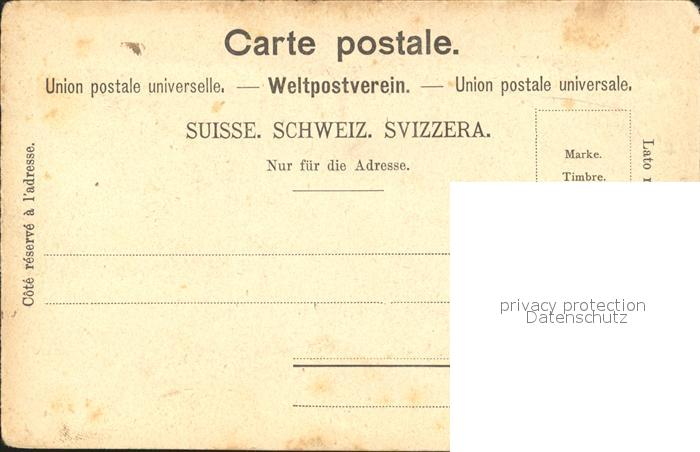 Carte postale.
Union postale universelle. — Weltpostverein. — Union postale universale.
SUISSE. SCHWEIZ. SVIZZERA.
Nur für die Adresse.
Marke.
Timbre.
Côté réservé à l'adresse.
Lato
privacy protection
Datenschutz